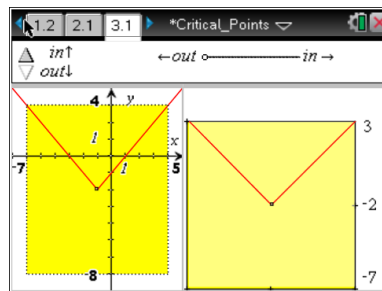 1.2 2.1 3.1 *Critical_Points
in↑ ←out in→
out↓
4 y
1
x
-7 1 5
-8
3
-2
-7